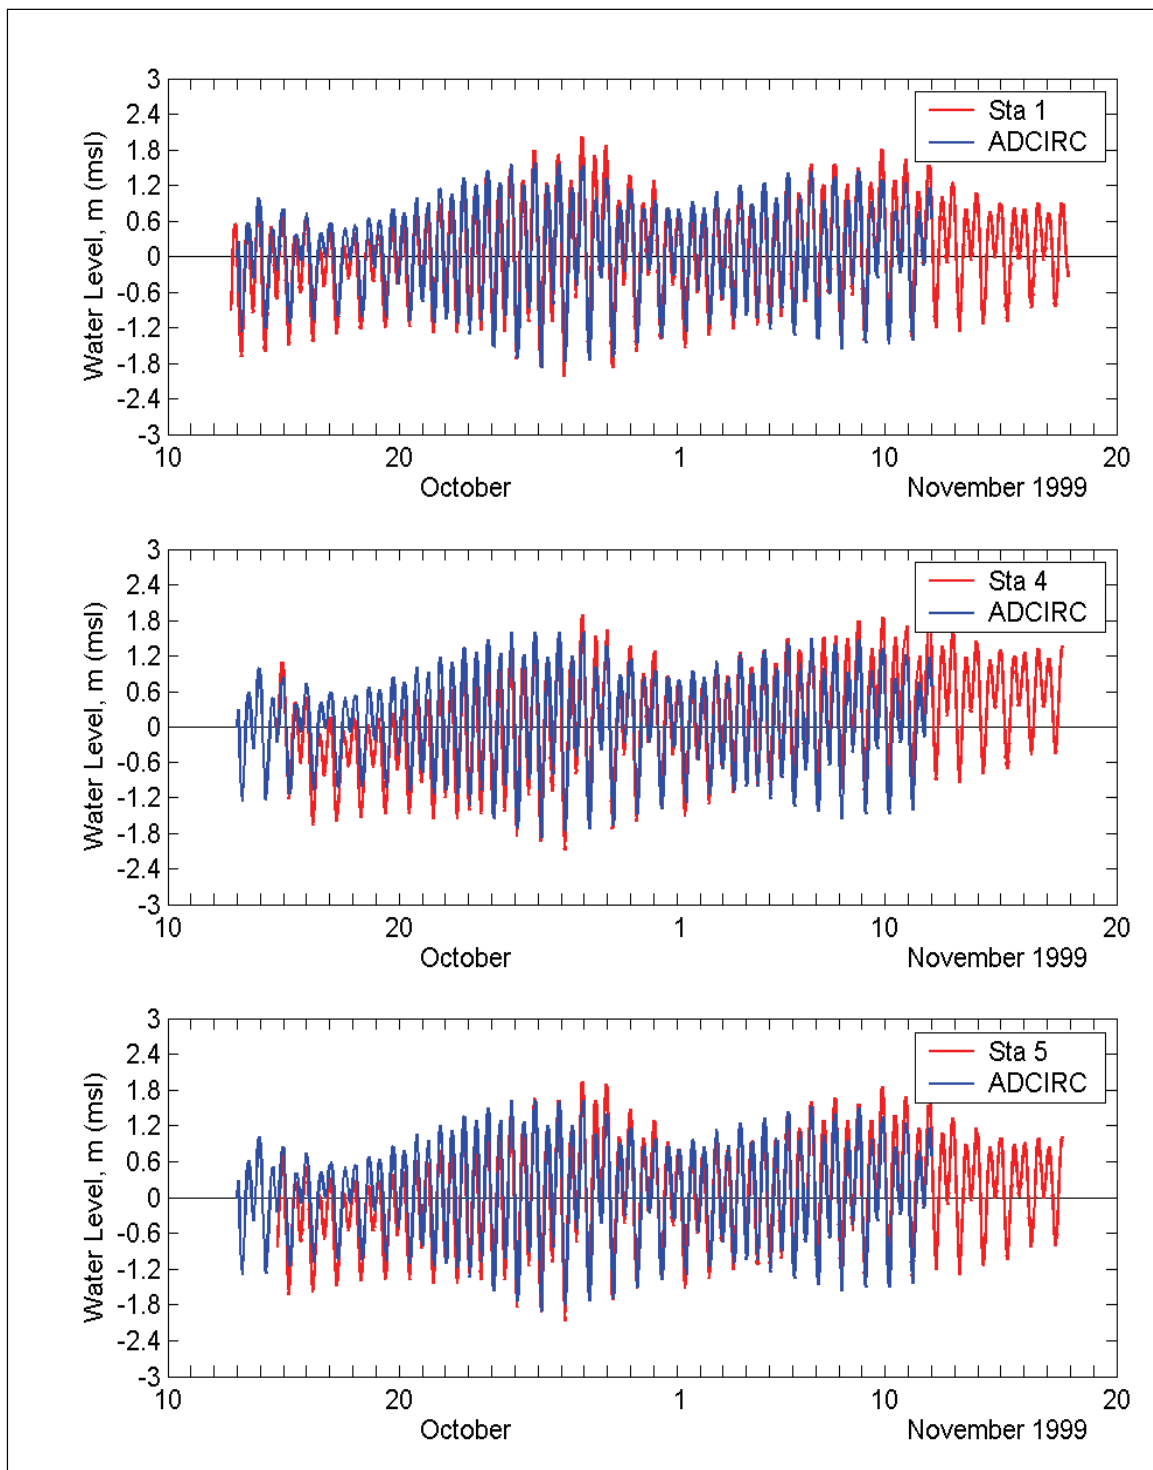 3
2.4
1.8
1.2
0.6
0
-0.6
-1.2
-1.8
-2.4
-3
Water Level, m (msl)
Sta 1
ADCIRC
10 20 1 10 20
October November 1999
3
2.4
1.8
1.2
0.6
0
-0.6
-1.2
-1.8
-2.4
-3
Water Level, m (msl)
Sta 4
ADCIRC
10 20 1 10 20
October November 1999
3
2.4
1.8
1.2
0.6
0
-0.6
-1.2
-1.8
-2.4
-3
Water Level, m (msl)
Sta 5
ADCIRC
10 20 1 10 20
October November 1999